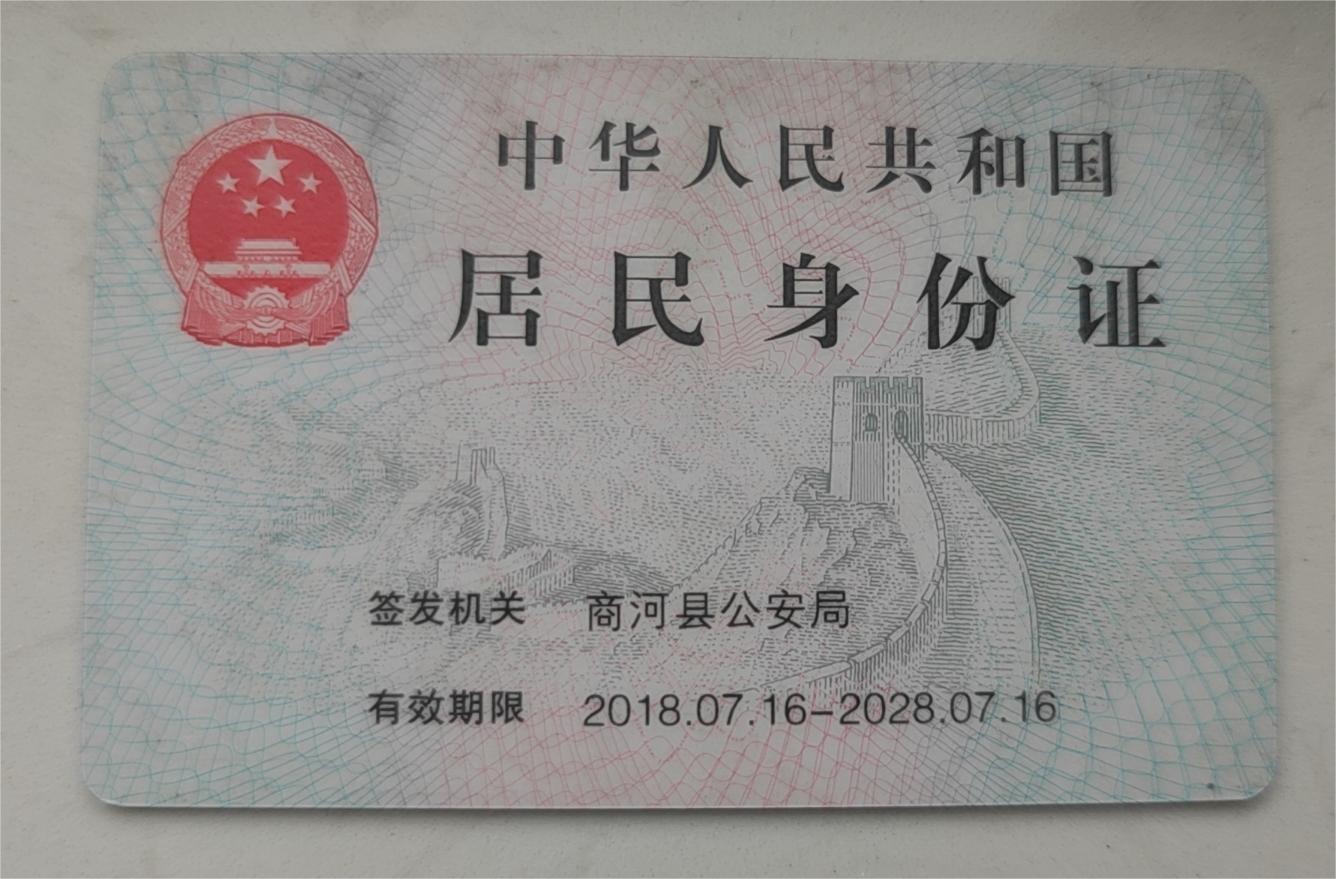 中华人民共和国
居民身份证
签发机关 商河县公安局
有效期限 2018.07.16-2028.07.16